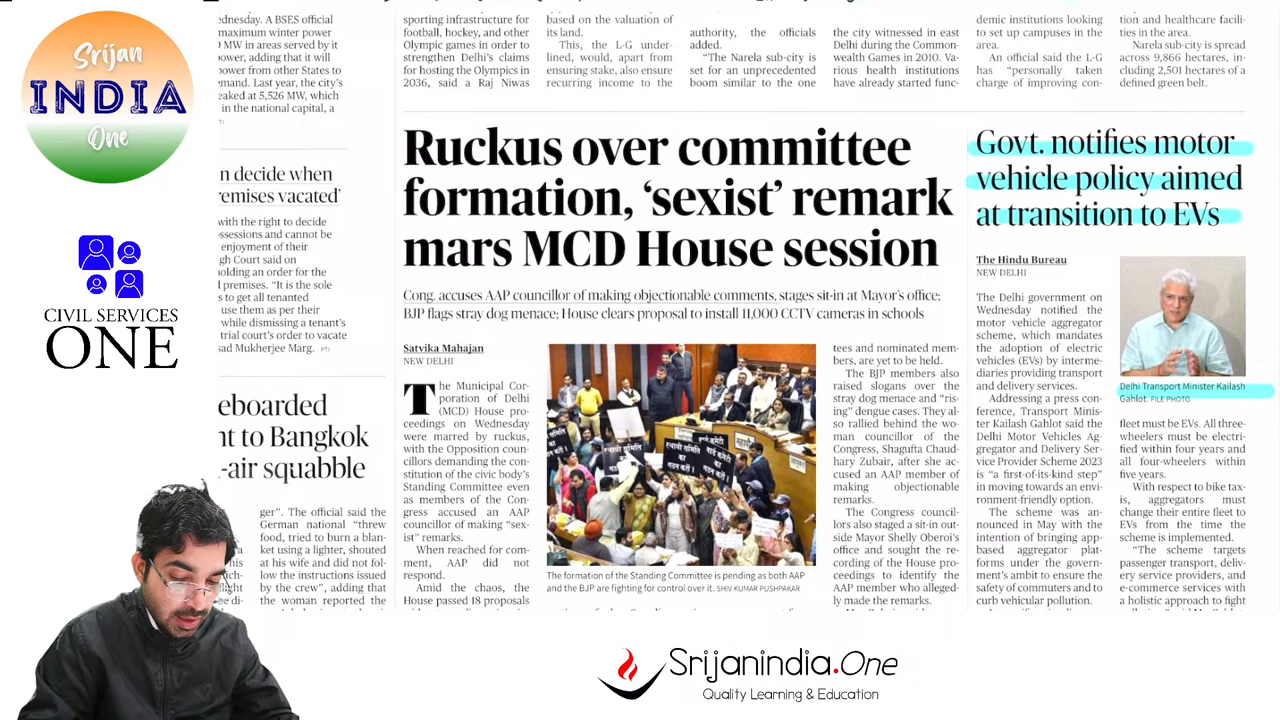 Srijan
INDIA
One
CIVIL SERVICES
ONE
ednesday. A BSES official
maximum winter power
MW in areas served by it
ower, adding that it will
power from other States to
emand. Last year, the city's
eaked at 5,526 MW, which
in the national capital, a
n decide when
remises vacated'
with the right to decide
ssessions and cannot be
enjoyment of their
gh Court said on
olding an order for the
l premises. "It is the sole
s to get all tenanted
use them as per their
while dismissing a tenant's
trial court's order to vacate
sad Mukherjee Marg. PTI
eboarded
nt to Bangkok
-air squabble
ger". The official said the
German national "threw
food, tried to burn a blan-
ket using a lighter, shouted
at his wife and did not fol-
low the instructions issued
by the crew", adding that
the woman reported the
sporting infrastructure for
football, hockey, and other
Olympic games in order to
strengthen Delhi's claims
for hosting the Olympics in
2036, said a Raj Niwas
based on the valuation of
its land.
This, the L-G under-
lined, would, apart from
ensuring stake, also ensure
recurring income to the
authority, the officials
added.
"The Narela sub-city is
set for an unprecedented
boom similar to the one
the city witnessed in east
Delhi during the Common-
wealth Games in 2010. Va-
rious health institutions
have already started func-
demic institutions looking
to set up campuses in the
area.
An official said the L-G
has "personally taken
charge of improving con-
tion and healthcare facili-
ties in the area.
Narela sub-city is spread
across 9,866 hectares, in-
cluding 2,501 hectares of a
defined green belt.
Ruckus over committee
formation, 'sexist' remark
mars MCD House session
Cong. accuses AAP councillor of making objectionable comments, stages sit-in at Mayor's office;
BJP flags stray dog menace; House clears proposal to install 11,000 CCTV cameras in schools
Satvika Mahajan
NEW DELHI
The Municipal Cor-
poration of Delhi
(MCD) House pro-
ceedings on Wednesday
were marred by ruckus,
with the Opposition coun-
cillors demanding the con-
stitution of the civic body's
Standing Committee even
as members of the Con-
gress accused an AAP
councillor of making "sex-
ist" remarks.
When reached for com-
ment, AAP did not
respond.
Amid the chaos, the
House passed 18 proposals
The formation of the Standing Committee is pending as both AAP
and the BJP are fighting for control over it. SHIV KUMAR PUSHPAKAR
tees and nominated mem-
bers, are yet to be held.
The BJP members also
raised slogans over the
stray dog menace and "ris-
ing" dengue cases. They al-
so rallied behind the wo-
man councillor of the
Congress, Shagufta Chaud-
hary Zubair, after she ac-
cused an AAP member of
making objectionable
remarks.
The Congress council-
lors also staged a sit-in out-
side Mayor Shelly Oberoi's
office and sought the re-
cording of the House pro-
ceedings to identify the
AAP member who alleged-
ly made the remarks.
Govt. notifies motor
vehicle policy aimed
at transition to EVs
The Hindu Bureau
NEW DELHI
The Delhi government on
Wednesday notified the
motor vehicle aggregator
scheme, which mandates
the adoption of electric
vehicles (EVs) by interme-
diaries providing transport
and delivery services.
Addressing a press con-
ference, Transport Minis-
ter Kailash Gahlot said the
Delhi Motor Vehicles Ag-
gregator and Delivery Ser-
vice Provider Scheme 2023
is "a first-of-its-kind step"
in moving towards an envi-
ronment-friendly option.
The scheme was an-
nounced in May with the
intention of bringing app-
based aggregator plat-
forms under the govern-
ment's ambit to ensure the
safety of commuters and to
curb vehicular pollution.
Delhi Transport Minister Kailash
Gahlot. FILE PHOTO
fleet must be EVs. All three-
wheelers must be electri-
fied within four years and
all four-wheelers within
five years.
With respect to bike tax-
is, aggregators must
change their entire fleet to
EVs from the time the
scheme is implemented.
"The scheme targets
passenger transport, deliv-
ery service providers, and
e-commerce services with
a holistic approach to fight
Srijanindia.One
Quality Learning & Education